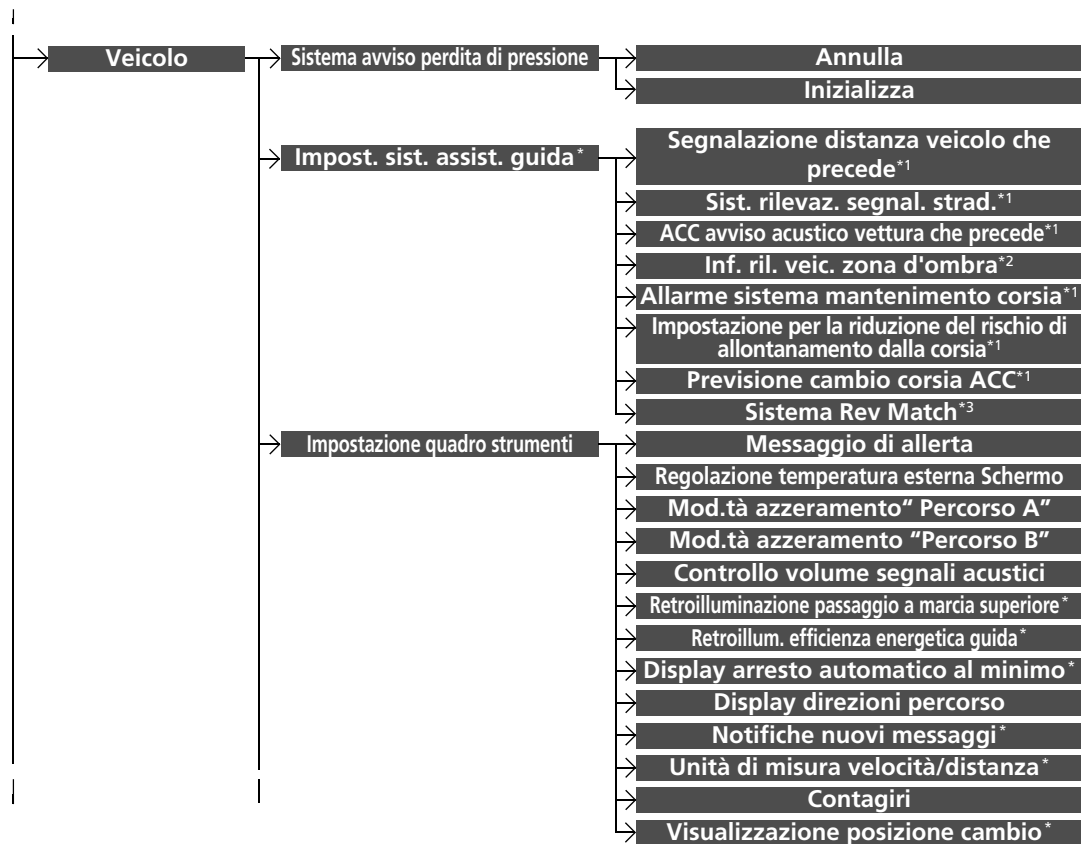 Veicolo
Sistema avviso perdita di pressione
Annulla
Inizializza
Impost. sist. assist. guida*
Segnalazione distanza veicolo che
precede*1
Sist. rilevaz. segnal. strad.*1
ACC avviso acustico vettura che precede*1
Inf. ril. veic. zona d'ombra*2
Allarme sistema mantenimento corsia*1
Impostazione per la riduzione del rischio di
allontanamento dalla corsia*1
Previsione cambio corsia ACC*1
Sistema Rev Match*3
Impostazione quadro strumenti
Messaggio di allerta
Regolazione temperatura esterna Schermo
Mod.tà azzeramento“ Percorso A”
Mod.tà azzeramento “Percorso B”
Controllo volume segnali acustici
Retroilluminazione passaggio a marcia superiore*
Retroillum. efficienza energetica guida*
Display arresto automatico al minimo*
Display direzioni percorso
Notifiche nuovi messaggi*
Unità di misura velocità/distanza*
Contagiri
Visualizzazione posizione cambio*